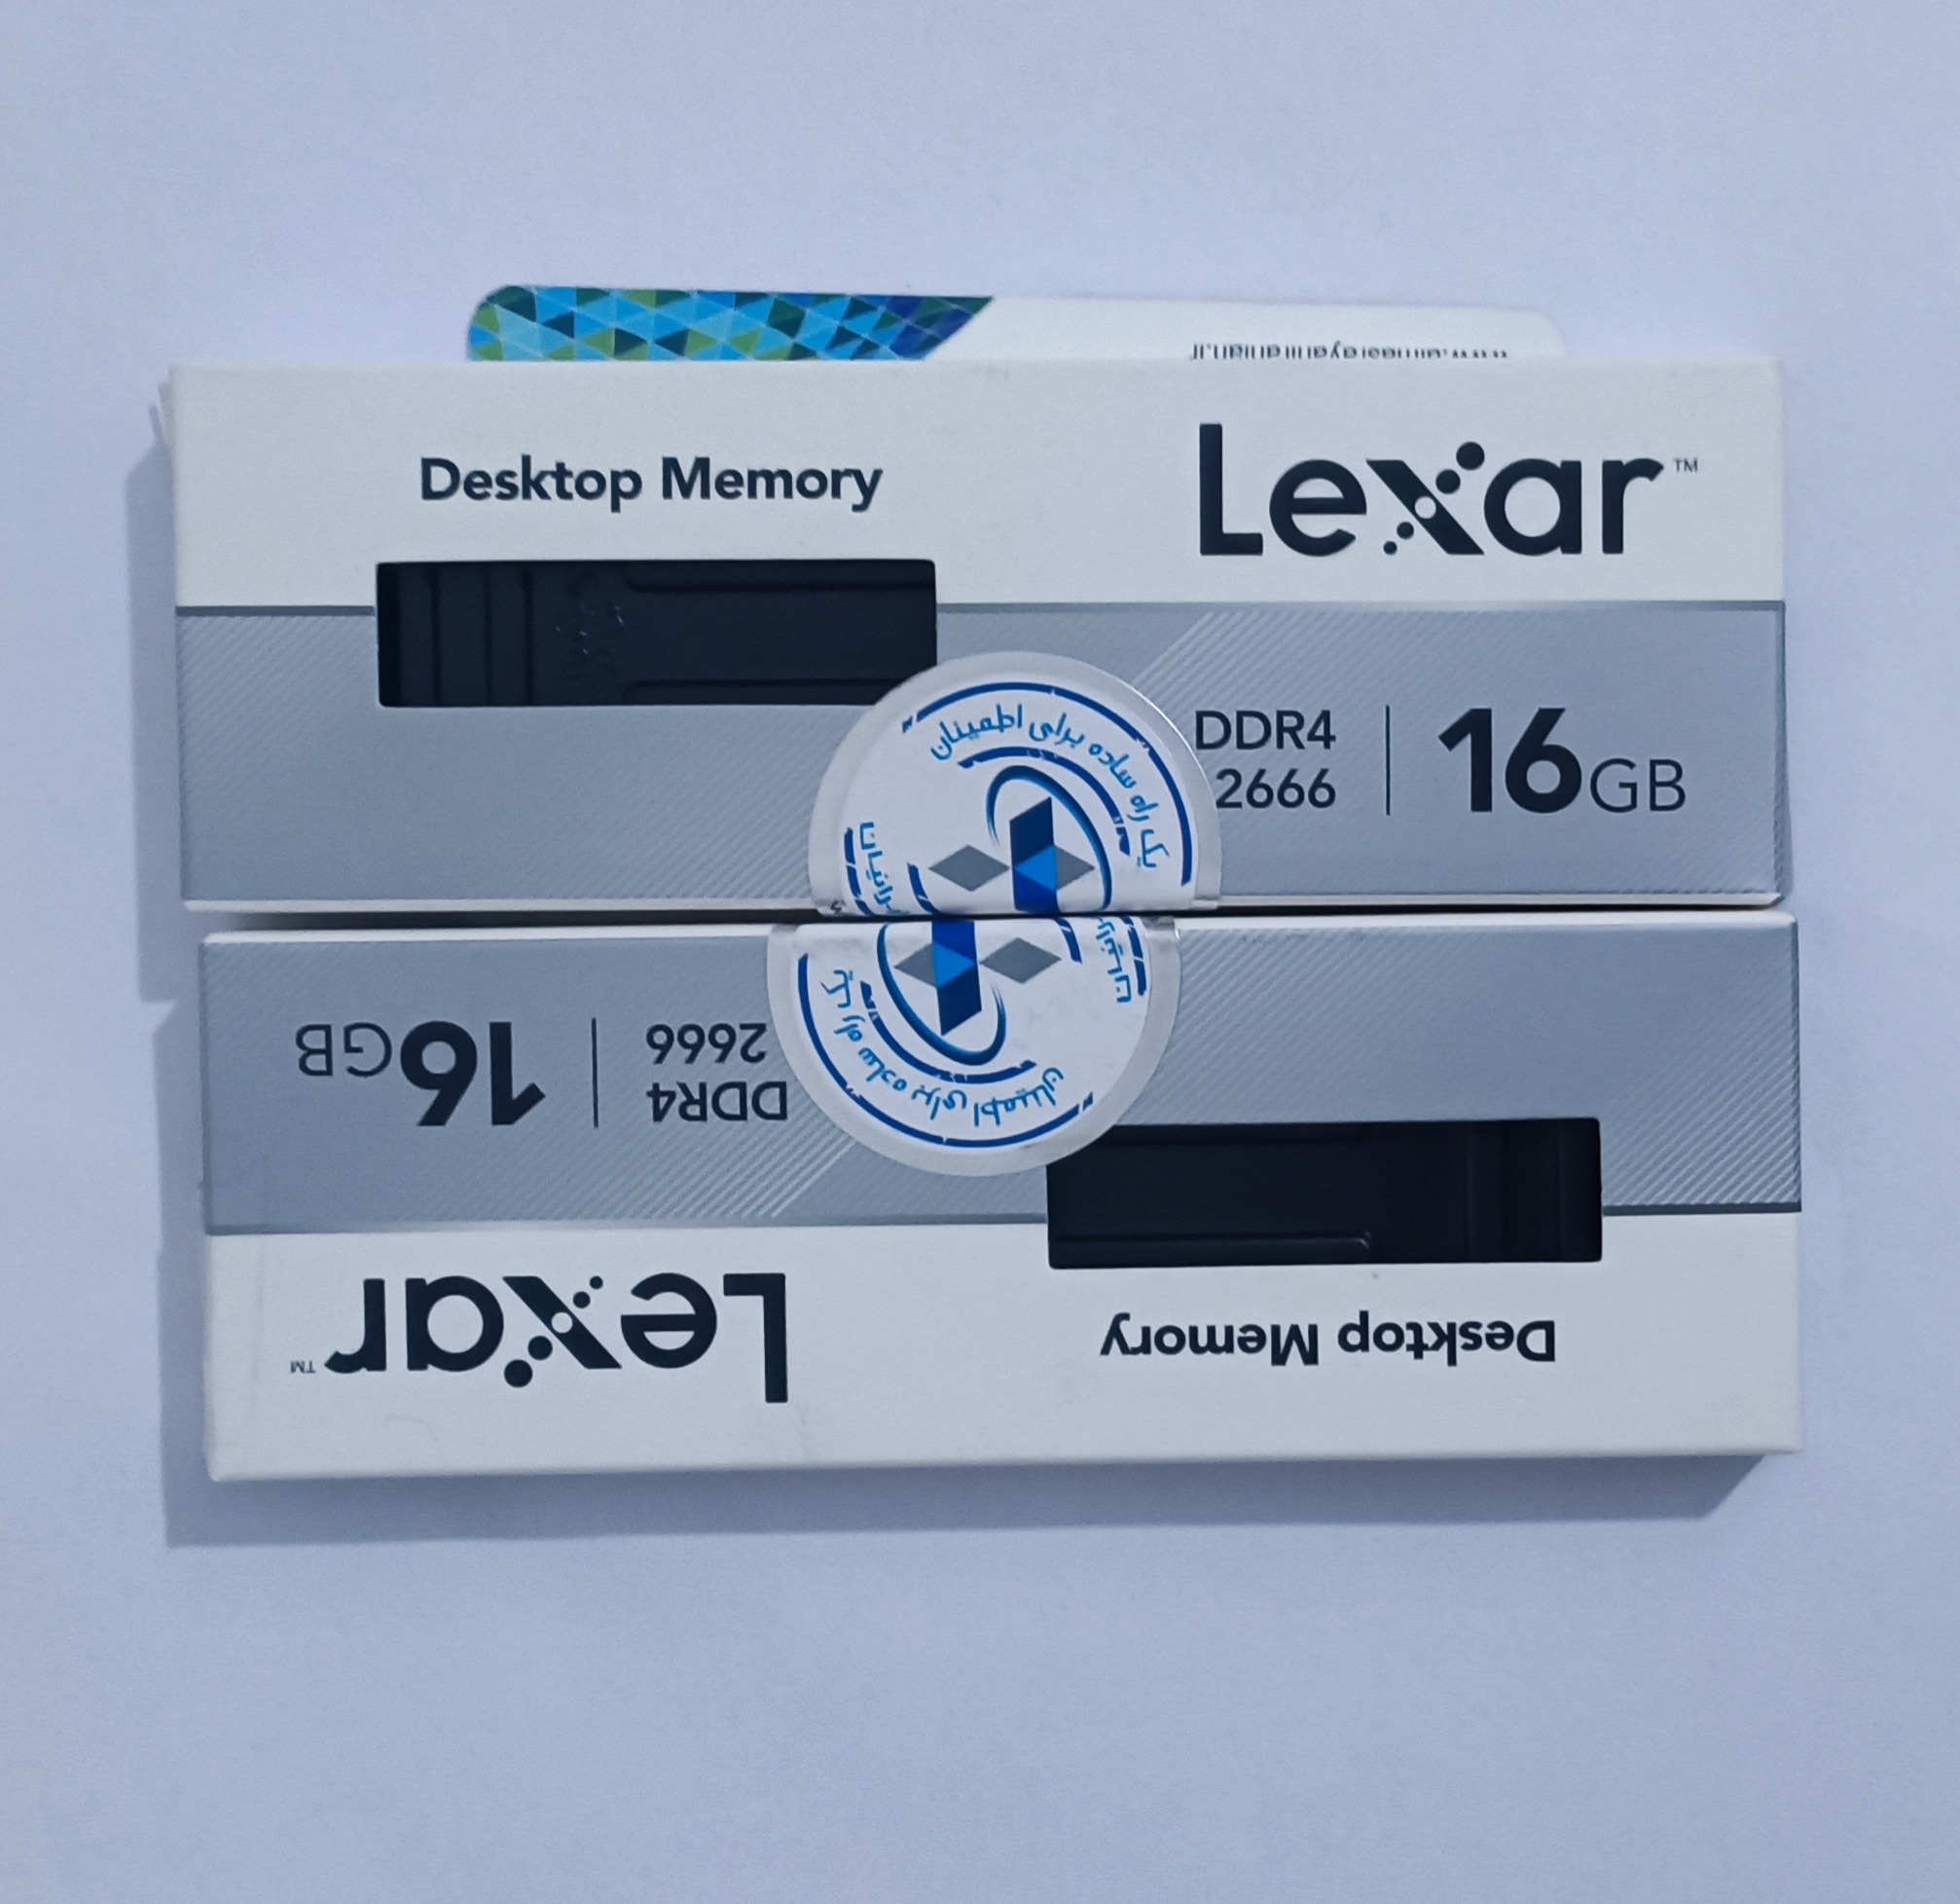 Desktop Memory
Lexar™
DDR4
2666
16GB
یک راه ساده برای اطمینان
16GB
DDR4
2666
یک راه ساده برای اطمینان
Lexar™
Desktop Memory